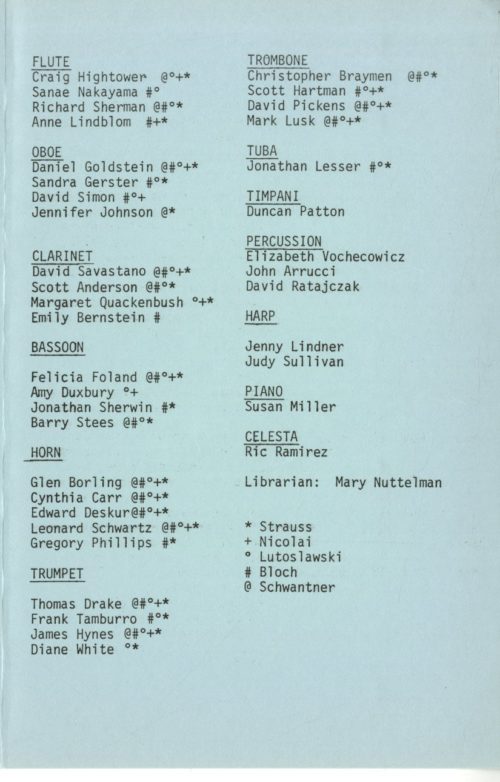 FLUTE
Craig Hightower @°+*
Sanae Nakayama #°
Richard Sherman @#°*
Anne Lindblom #+*
OBOE
Daniel Goldstein @#°+*
Sandra Gerster #°*
David Simon #°+
Jennifer Johnson @*
CLARINET
David Savastano @#°+*
Scott Anderson @#°*
Margaret Quackenbush °+*
Emily Bernstein #
BASSOON
Felicia Foland @#°+*
Amy Duxbury °+
Jonathan Sherwin #*
Barry Stees @#°*
HORN
Glen Borling @#°+*
Cynthia Carr @#°+*
Edward Deskur@#°+*
Leonard Schwartz @#°+*
Gregory Phillips #*
TRUMPET
Thomas Drake @#°+*
Frank Tamburro #°*
James Hynes @#°+*
Diane White °*
TROMBONE
Christopher Braymen @#°*
Scott Hartman #°+*
David Pickens @#°+*
Mark Lusk @#°+*
TUBA
Jonathan Lesser #°*
TIMPANI
Duncan Patton
PERCUSSION
Elizabeth Vochecowicz
John Arrucci
David Ratajczak
HARP
Jenny Lindner
Judy Sullivan
PIANO
Susan Miller
CELESTA
Ric Ramirez
Librarian: Mary Nuttelman
* Strauss
+ Nicolai
° Lutoslawski
# Bloch
@ Schwantner